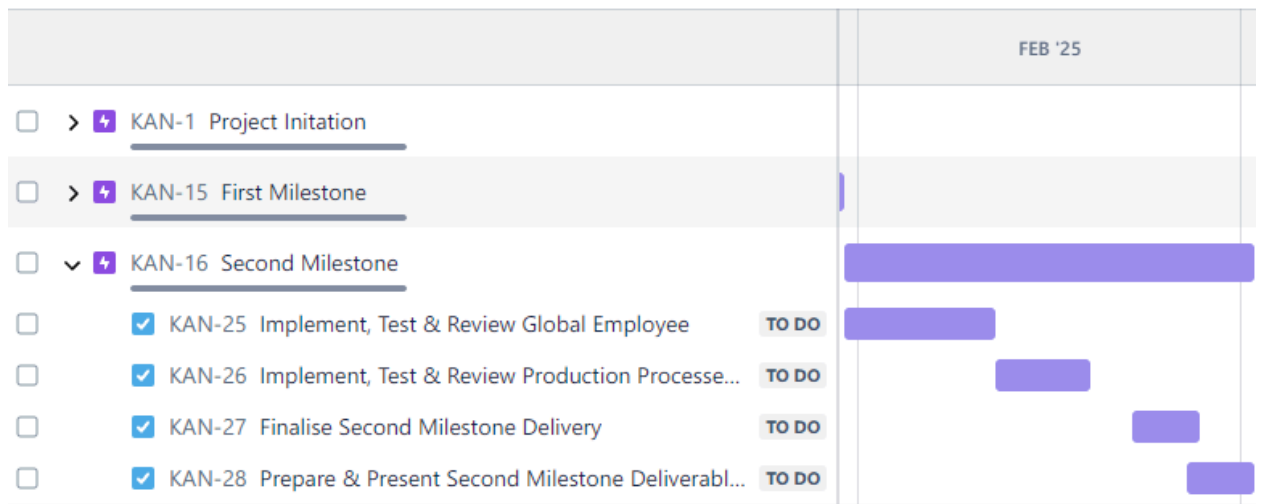 FEB '25
KAN-1 Project Initation
KAN-15 First Milestone
KAN-16 Second Milestone
KAN-25 Implement, Test & Review Global Employee TO DO
KAN-26 Implement, Test & Review Production Processe... TO DO
KAN-27 Finalise Second Milestone Delivery TO DO
KAN-28 Prepare & Present Second Milestone Deliverabl... TO DO